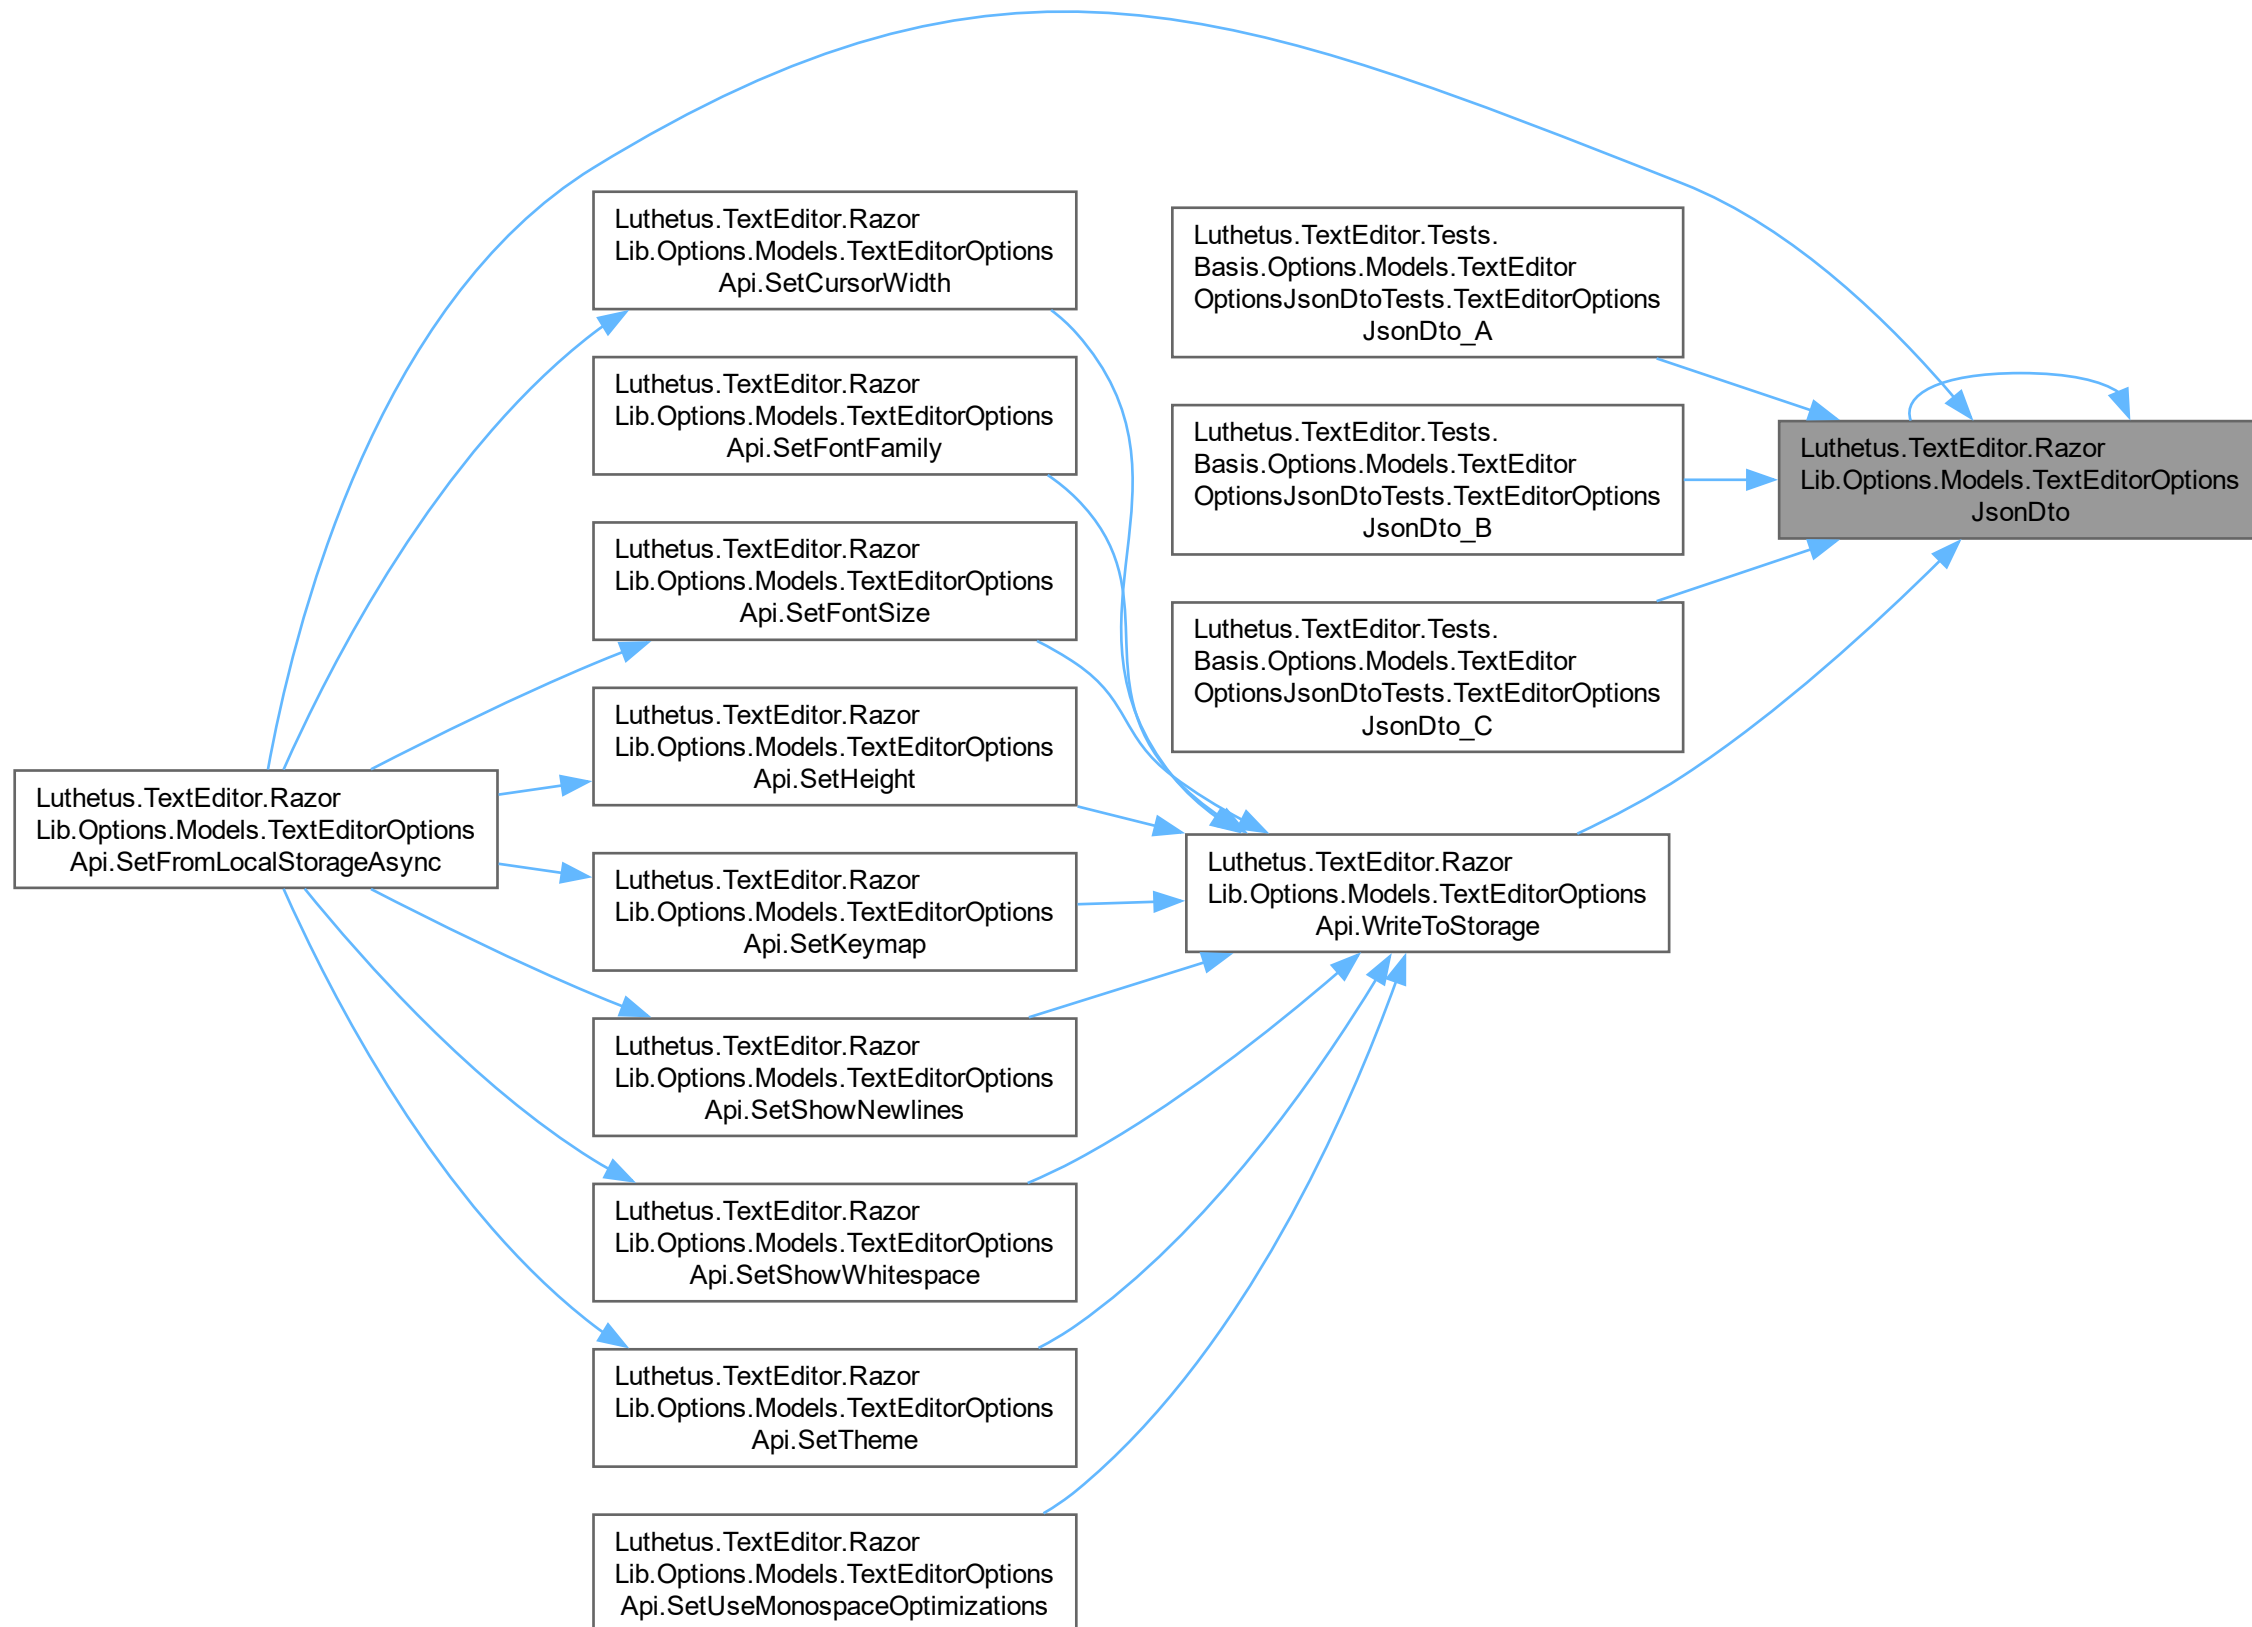 Luthetus.TextEditor.Razor
Lib.Options.Models.TextEditorOptions
Api.SetFromLocalStorageAsync
Luthetus.TextEditor.Razor
Lib.Options.Models.TextEditorOptions
Api.SetCursorWidth
Luthetus.TextEditor.Razor
Lib.Options.Models.TextEditorOptions
Api.SetFontFamily
Luthetus.TextEditor.Razor
Lib.Options.Models.TextEditorOptions
Api.SetFontSize
Luthetus.TextEditor.Razor
Lib.Options.Models.TextEditorOptions
Api.SetHeight
Luthetus.TextEditor.Razor
Lib.Options.Models.TextEditorOptions
Api.SetKeymap
Luthetus.TextEditor.Razor
Lib.Options.Models.TextEditorOptions
Api.SetShowNewlines
Luthetus.TextEditor.Razor
Lib.Options.Models.TextEditorOptions
Api.SetShowWhitespace
Luthetus.TextEditor.Razor
Lib.Options.Models.TextEditorOptions
Api.SetTheme
Luthetus.TextEditor.Razor
Lib.Options.Models.TextEditorOptions
Api.SetUseMonospaceOptimizations
Luthetus.TextEditor.Tests.
Basis.Options.Models.TextEditor
OptionsJsonDtoTests.TextEditorOptions
JsonDto_A
Luthetus.TextEditor.Tests.
Basis.Options.Models.TextEditor
OptionsJsonDtoTests.TextEditorOptions
JsonDto_B
Luthetus.TextEditor.Tests.
Basis.Options.Models.TextEditor
OptionsJsonDtoTests.TextEditorOptions
JsonDto_C
Luthetus.TextEditor.Razor
Lib.Options.Models.TextEditorOptions
Api.WriteToStorage
Luthetus.TextEditor.Razor
Lib.Options.Models.TextEditorOptions
JsonDto